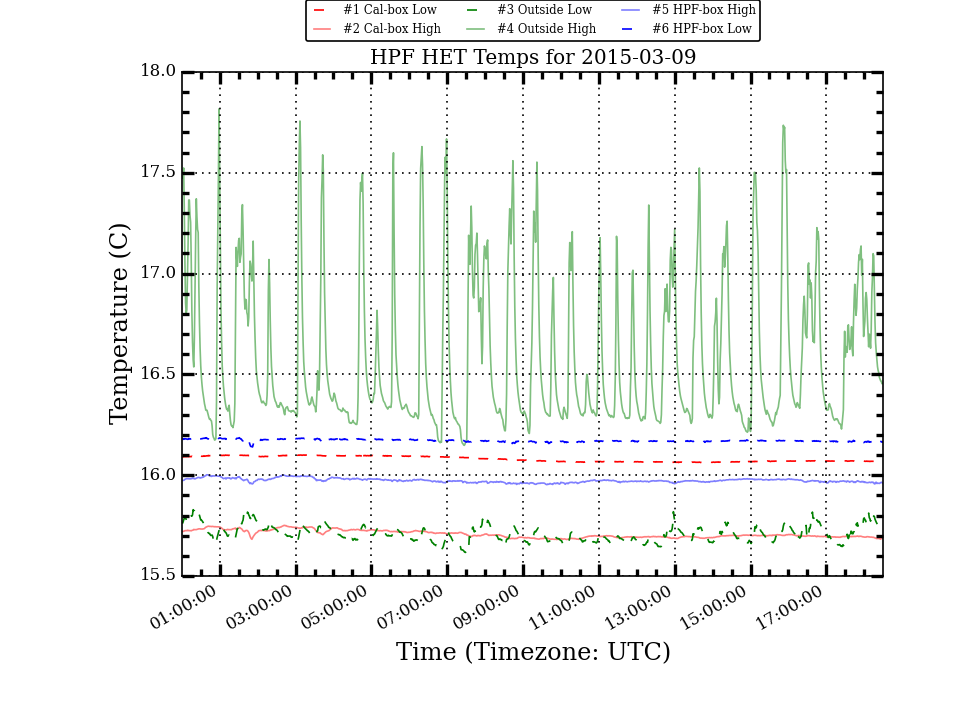 #1 Cal-box Low #3 Outside Low #5 HPF-box High
#2 Cal-box High #4 Outside High #6 HPF-box Low
HPF HET Temps for 2015-03-09
18.0
17.5
17.0
16.5
16.0
15.5
Temperature (C)
01:00:00 03:00:00 05:00:00 07:00:00 09:00:00 11:00:00 13:00:00 15:00:00 17:00:00
Time (Timezone: UTC)